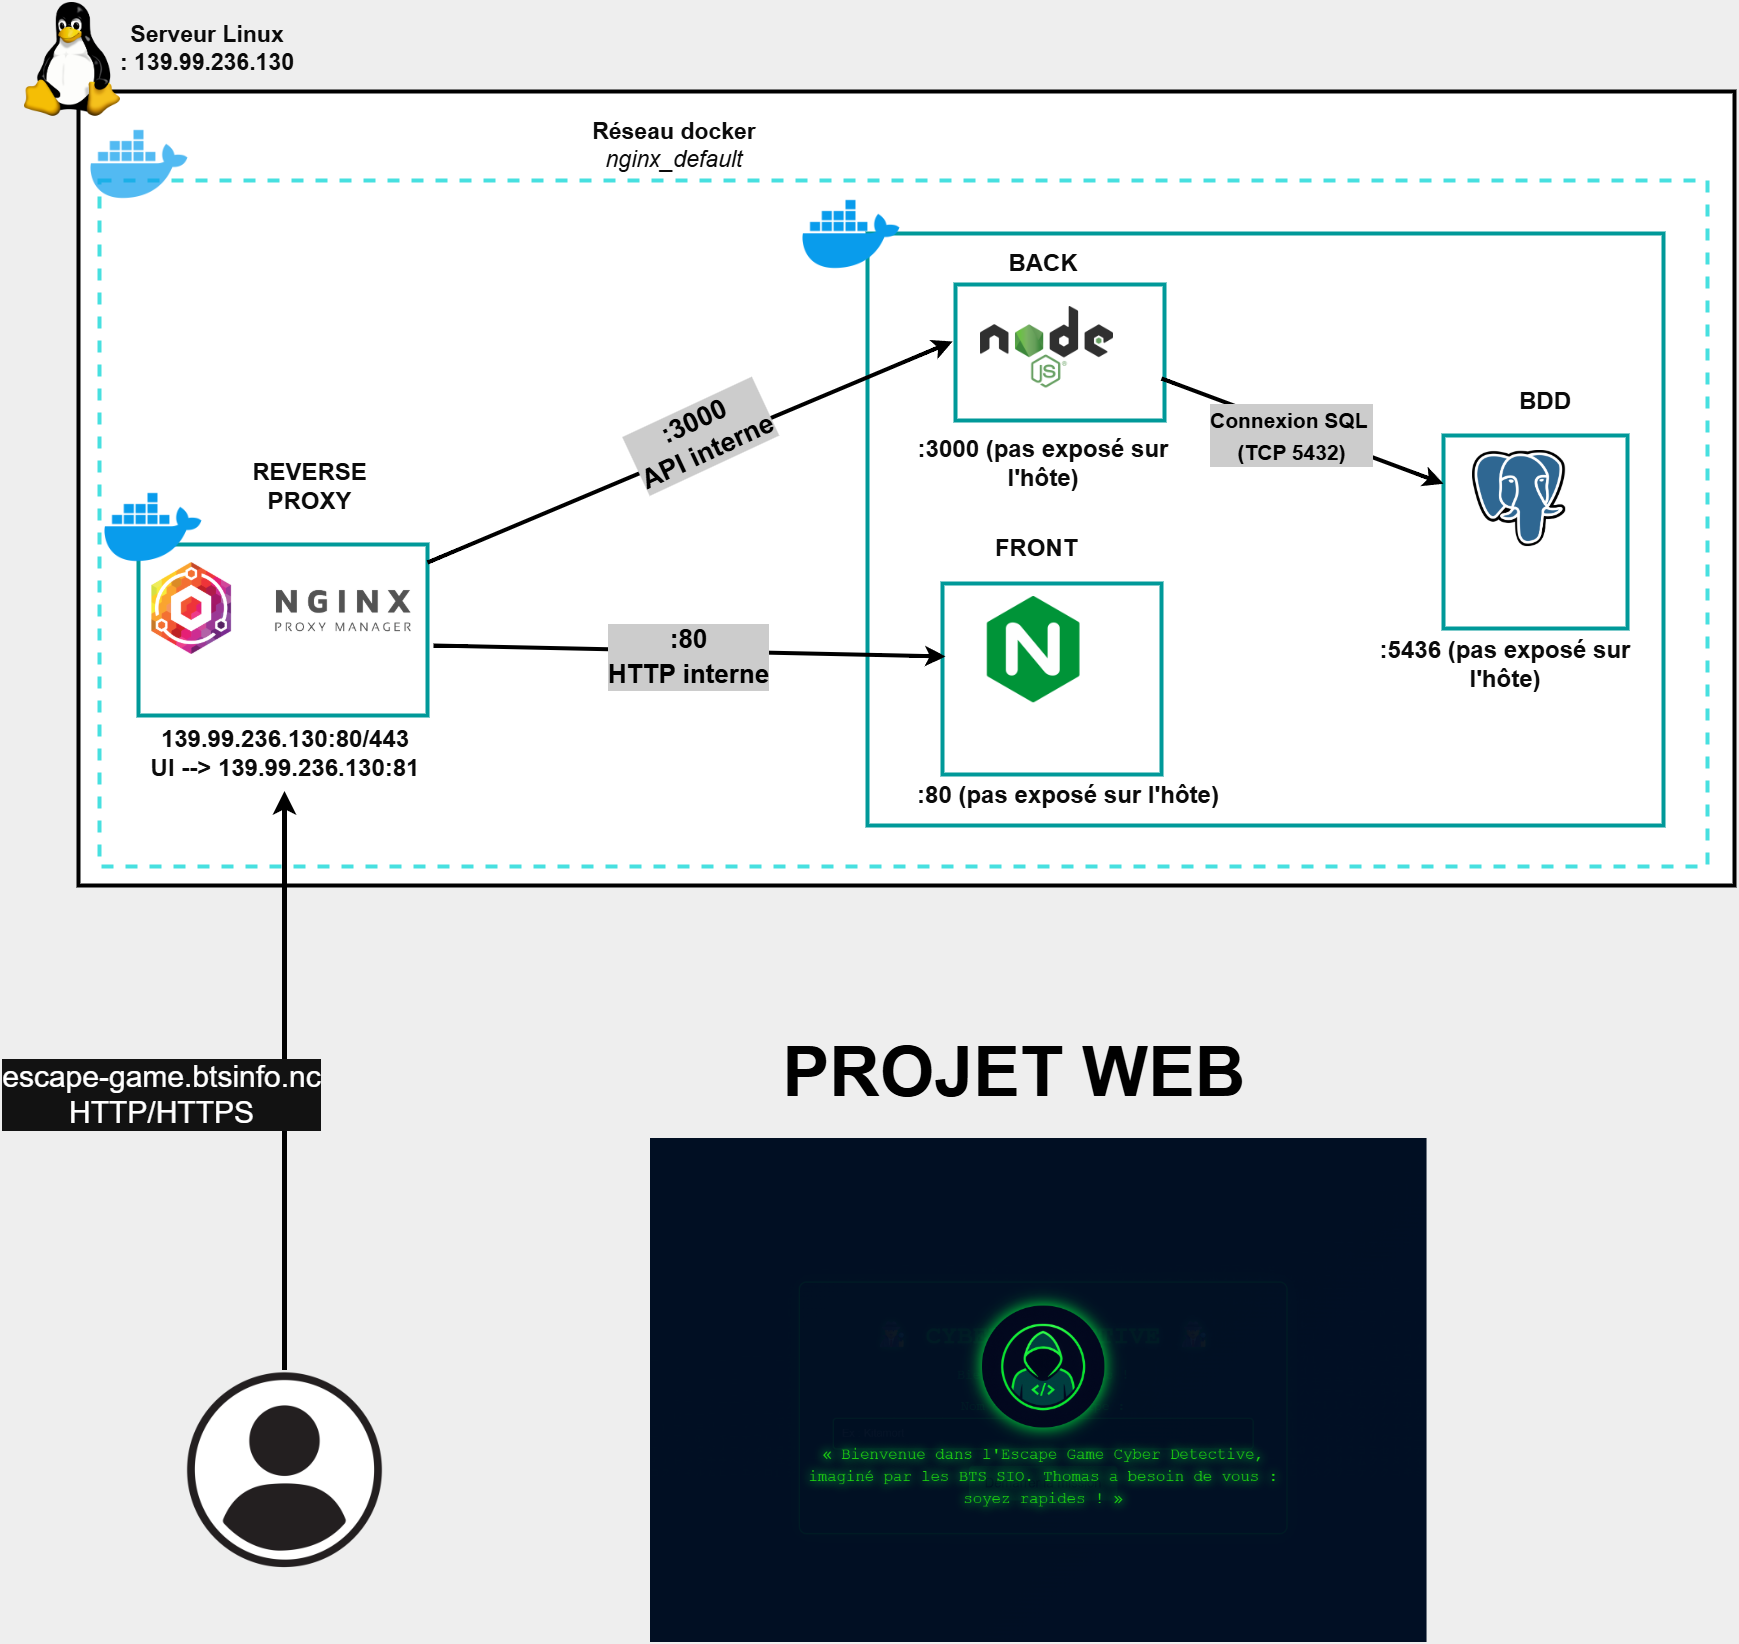 Serveur Linux
: 139.99.236.130
Réseau docker
nginx_default
BACK
node
JS
:3000 (pas exposé sur
l'hôte)
:3000
API interne
Connexion SQL
(TCP 5432)
BDD
:5436 (pas exposé sur
l'hôte)
REVERSE
PROXY
NGINX
PROXY MANAGER
139.99.236.130:80/443
UI --> 139.99.236.130:81
:80
HTTP interne
FRONT
N
:80 (pas exposé sur l'hôte)
escape-game.btsinfo.nc
HTTP/HTTPS
PROJET WEB
</>
« Bienvenue dans l'Escape Game Cyber Detective,
imaginé par les BTS SIO. Thomas a besoin de vous :
soyez rapides ! »